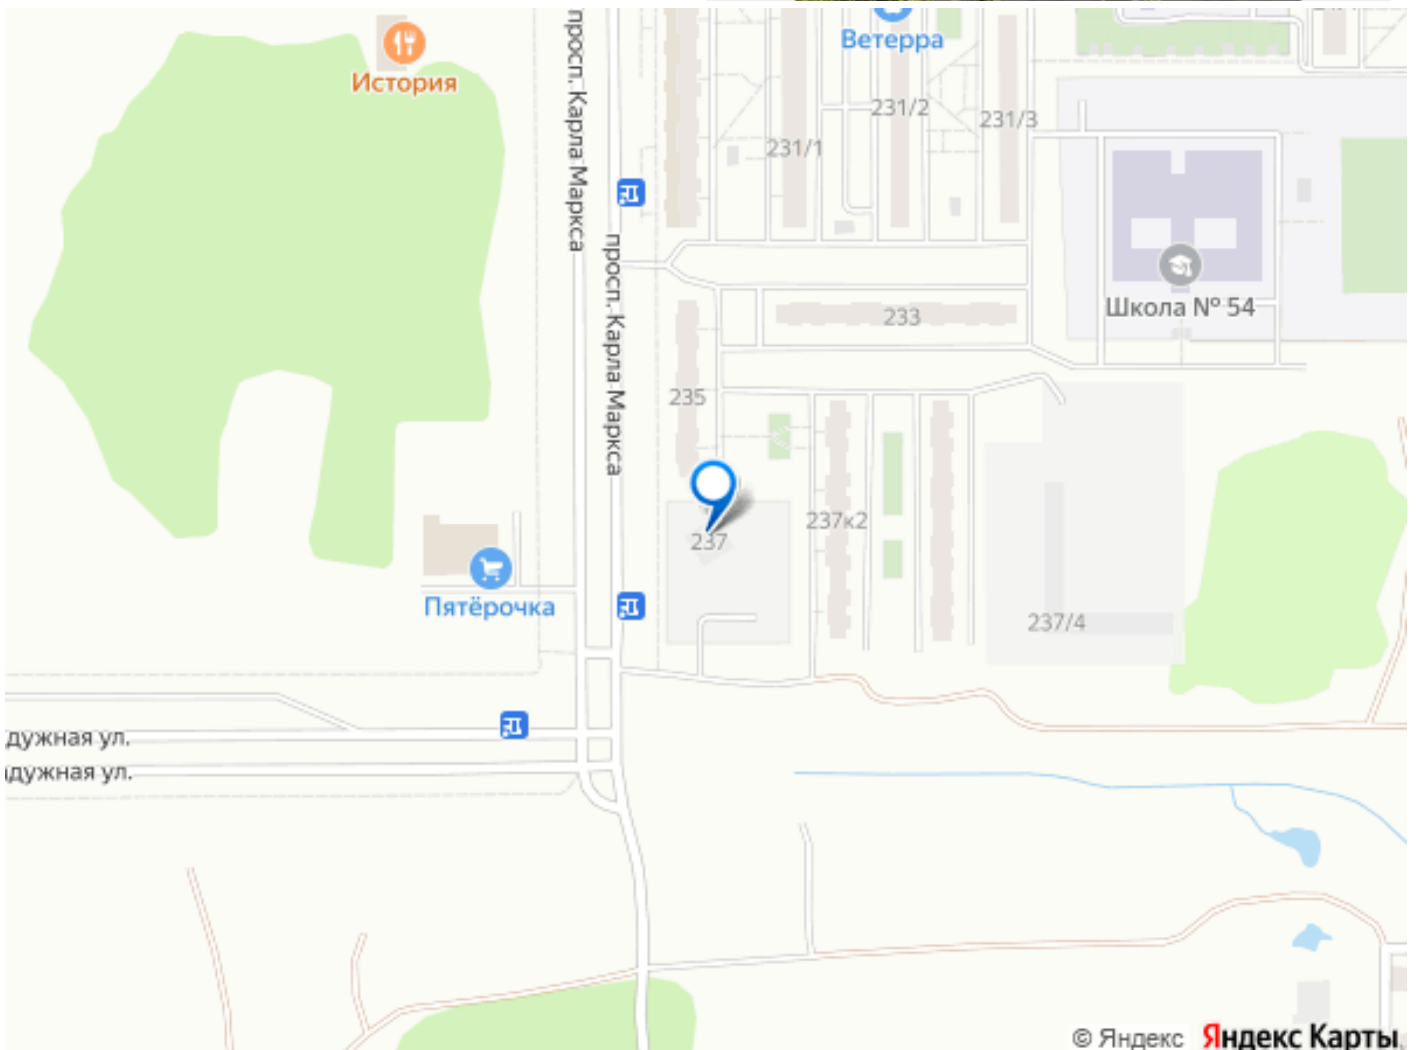 История
просп. Карла Маркса
Ветерра
231/1
231/2
231/3
просп. Карла Маркса
Школа № 54
233
235
237
237к2
237/4
Пятёрочка
дужная ул.
дужная ул.
© Яндекс Яндекс Карты